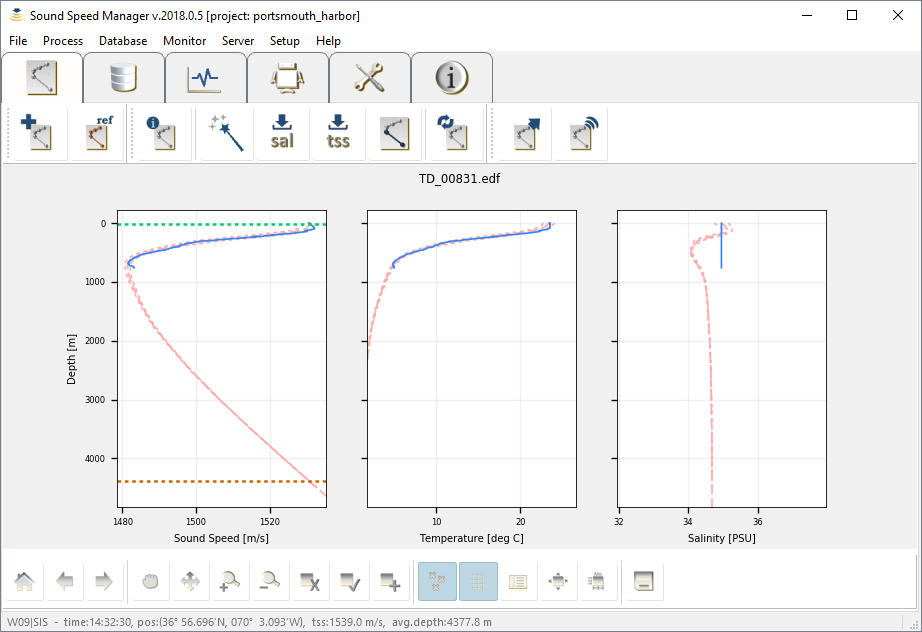 Sound Speed Manager v.2018.0.5 [project: portsmouth_harbor]
File Process Database Monitor Server Setup Help
ref sal tss
TD_00831.edf
0
1000
2000
3000
4000
Depth [m]
1480 1500 1520 10 20 32 34 36
Sound Speed [m/s] Temperature [deg C] Salinity [PSU]
W09|SIS - time:14:32:30, pos:(36° 56.696'N, 070° 3.093'W), tss:1539.0 m/s, avg.depth:4377.8 m